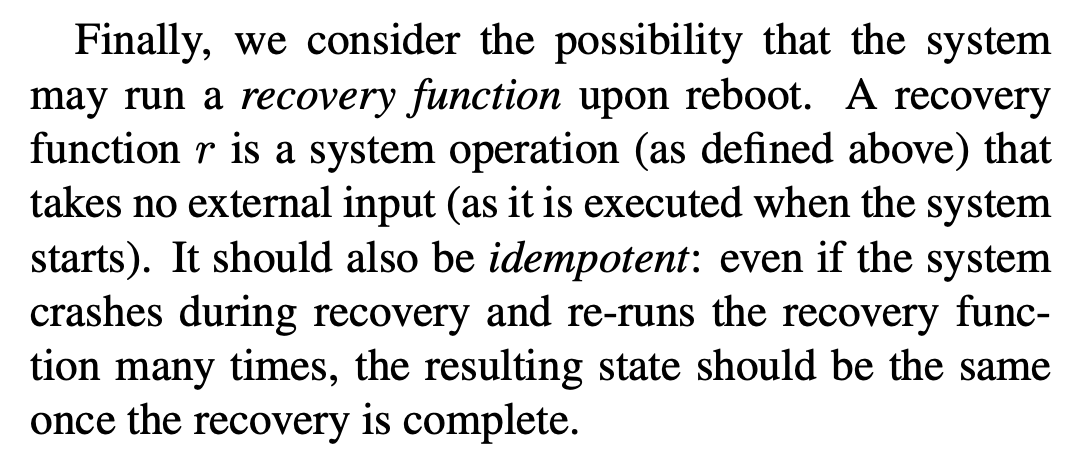 Finally, we consider the possibility that the system
may run a recovery function upon reboot. A recovery
function r is a system operation (as defined above) that
takes no external input (as it is executed when the system
starts). It should also be idempotent: even if the system
crashes during recovery and re-runs the recovery func-
tion many times, the resulting state should be the same
once the recovery is complete.